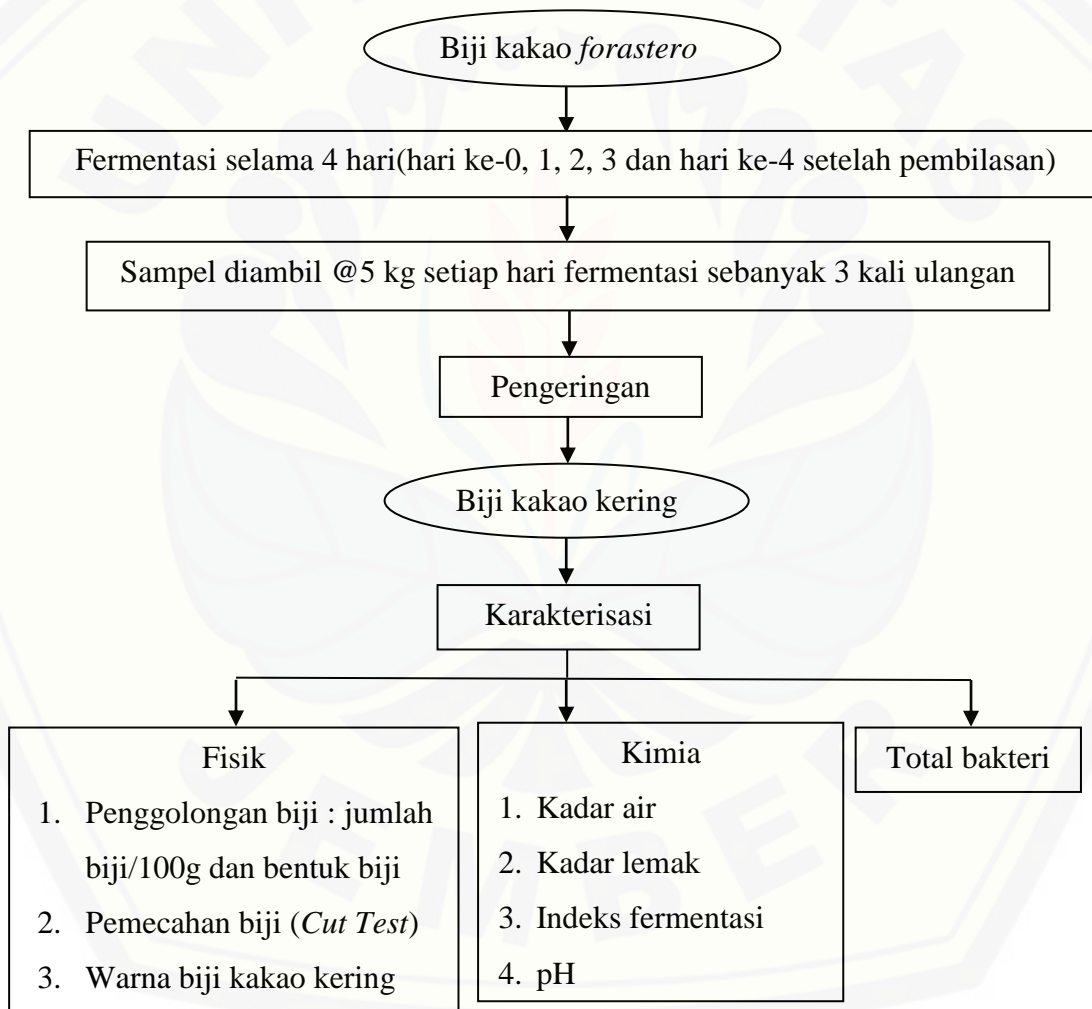 Biji kakao forastero
Fermentasi selama 4 hari(hari ke-0, 1, 2, 3 dan hari ke-4 setelah pembilasan)
Sampel diambil @5 kg setiap hari fermentasi sebanyak 3 kali ulangan
Pengeringan
Biji kakao kering
Karakterisasi
Fisik
1. Penggolongan biji : jumlah
biji/100g dan bentuk biji
2. Pemecahan biji (Cut Test)
3. Warna biji kakao kering
Kimia
1. Kadar air
2. Kadar lemak
3. Indeks fermentasi
4. pH
Total bakteri
JEMBER